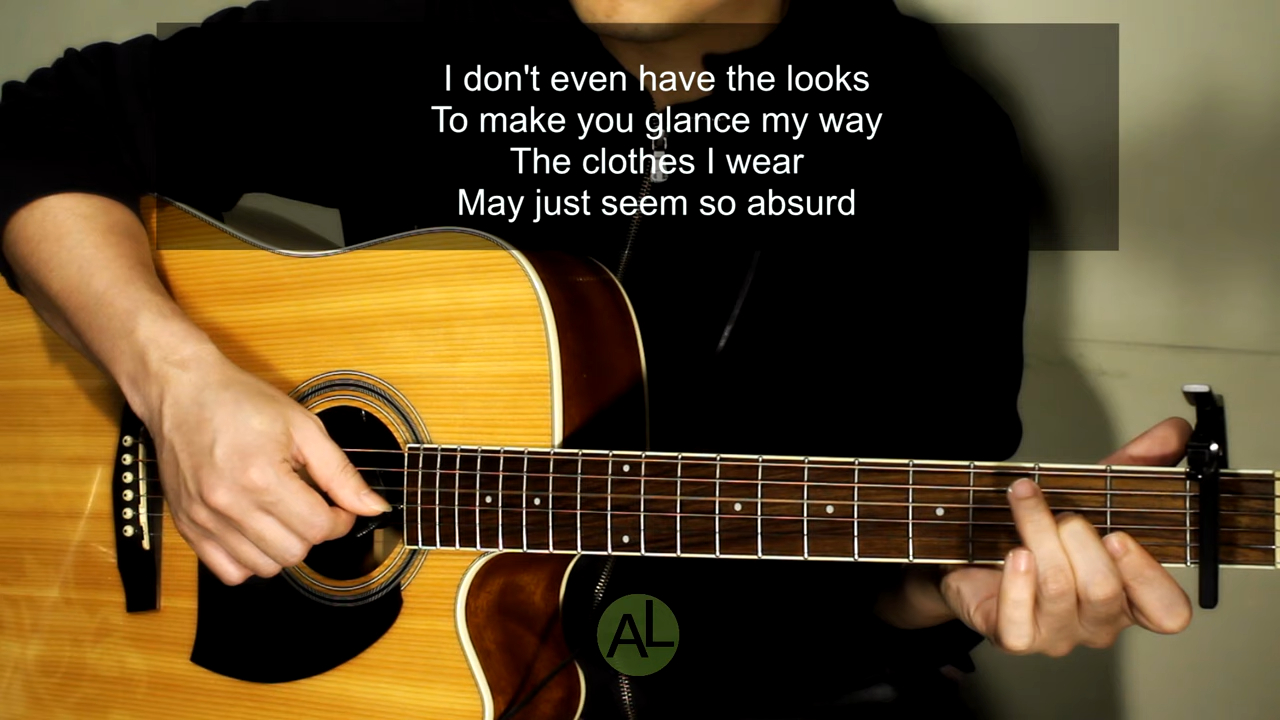 I don't even have the looks
To make you glance my way
The clothes I wear
May just seem so absurd
AL